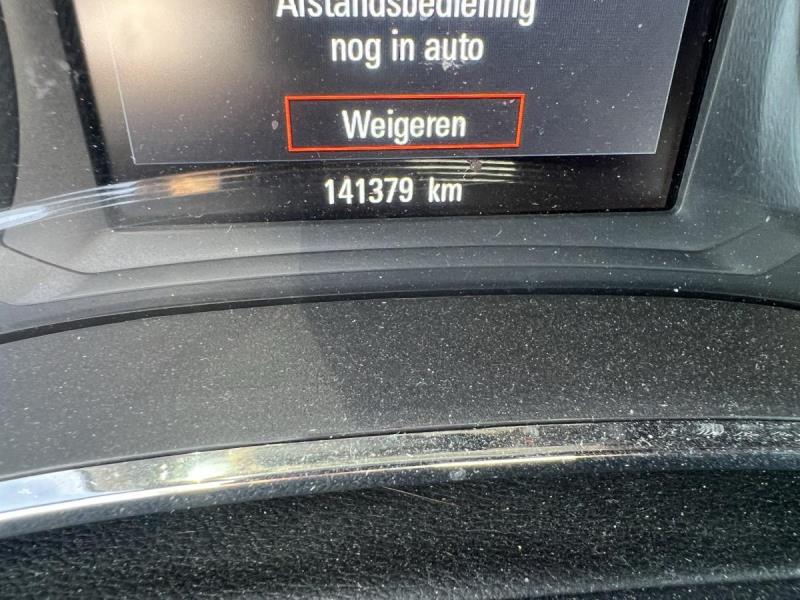 Afstandsbediening
nog in auto
Weigeren
141379 km